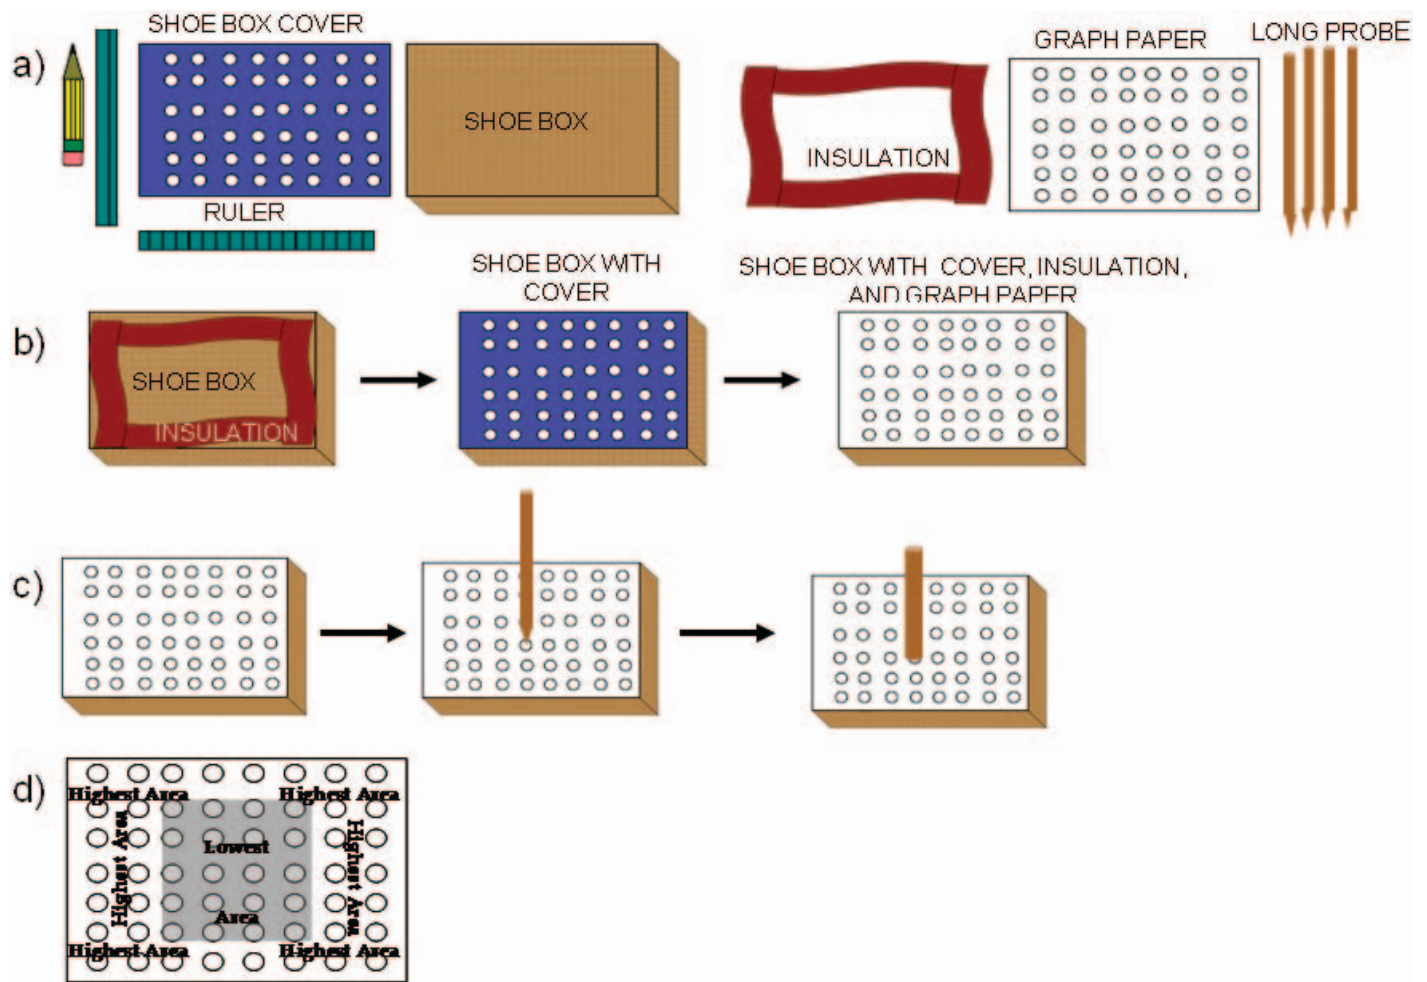 a)
SHOE BOX COVER
SHOE BOX
INSULATION
GRAPH PAPER
LONG PROBE
RULER
b)
SHOE BOX
INSULATION
SHOE BOX WITH
COVER
SHOE BOX WITH COVER, INSULATION,
AND GRAPH PAPER
c)
d)
Highest Area
Highest Area
Highest Area
Lowest
Area
Highest Area
Highest Area
Highest Area